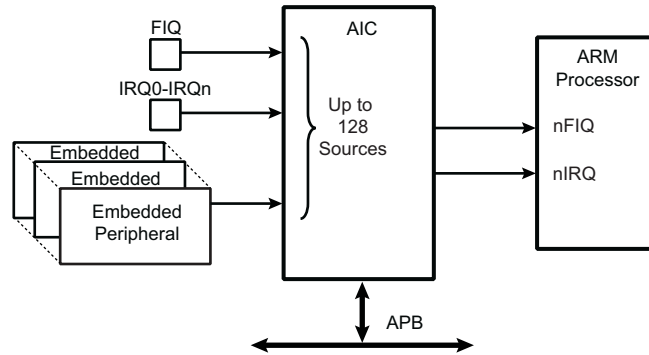 FIQ
IRQ0-IRQn
Embedded
Embedded
Embedded
Peripheral
AIC
Up to
128
Sources
ARM
Processor
nFIQ
nIRQ
APB